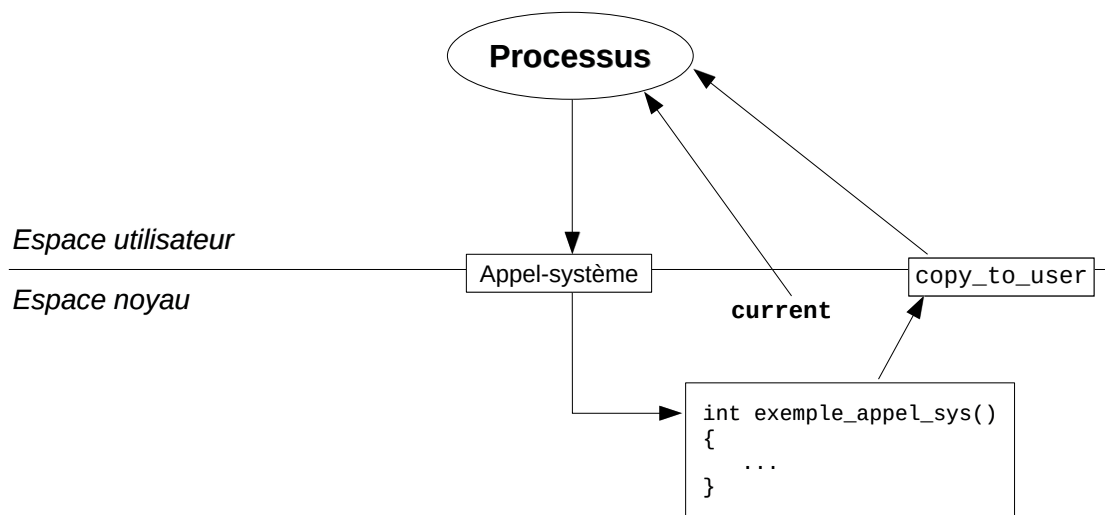 Processus
Espace utilisateur
Appel-système
copy_to_user
Espace noyau
current
int exemple_appel_sys()
{
...
}